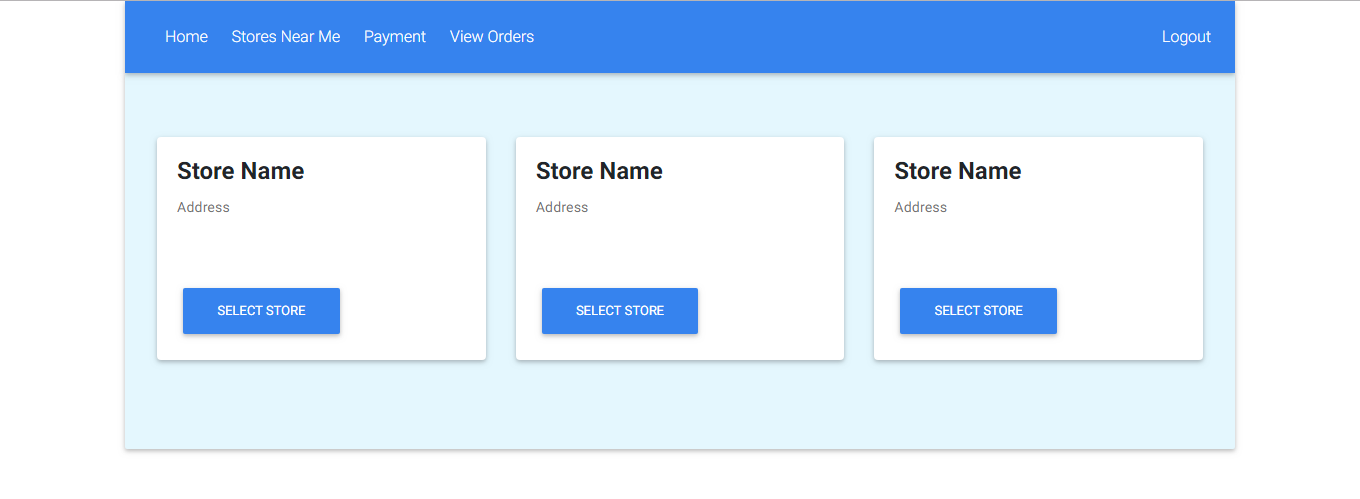 Home Stores Near Me Payment View Orders Logout
Store Name Store Name Store Name
Address Address Address
SELECT STORE SELECT STORE SELECT STORE